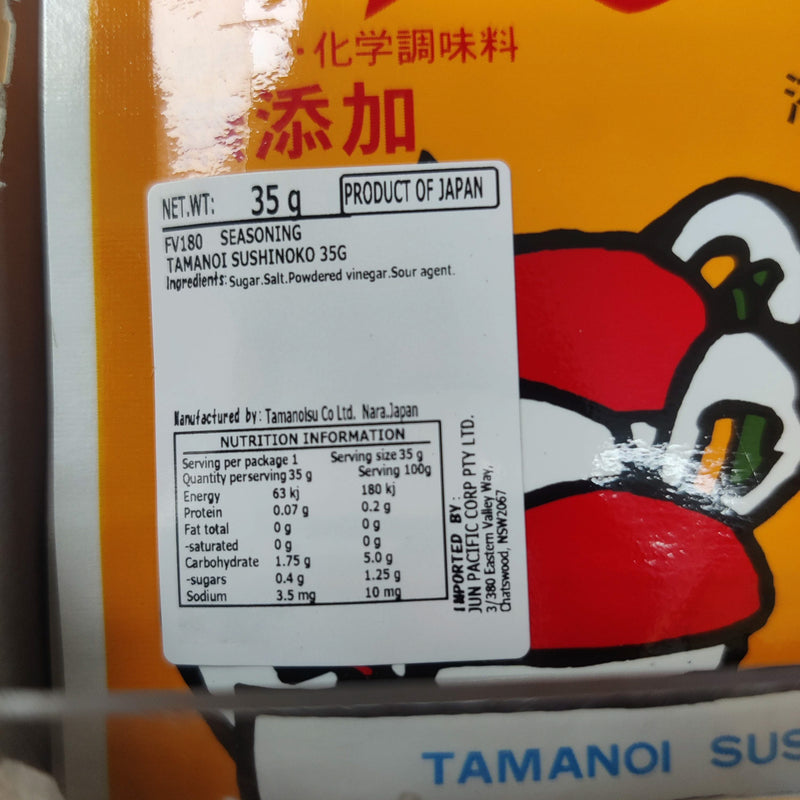 ・化学調味料
添加
NET.WT: 35 g PRODUCT OF JAPAN
FV180 SEASONING
TAMANOI SUSHINOKO 35G
Ingredients: Sugar.Salt.Powdered vinegar.Sour agent.
Manufactured by: Tamanoisu Co Ltd. Nara.Japan
NUTRITION INFORMATION
Serving per package 1 Serving size 35 g
Quantity perserving 35 g Serving 100g
Energy 63 kj 180 kj
Protein 0.07 g 0.2 g
Fat total 0 g 0 g
-saturated 0 g 0 g
Carbohydrate 1.75 g 5.0 g
-sugars 0.4 g 1.25 g
Sodium 3.5 mg 10 mg
IMPORTED BY:
JUN PACIFIC CORP PTY LTD.
3/380 Eastern Valley Way,
Chatswood, NSW2067
TAMANOI SUS